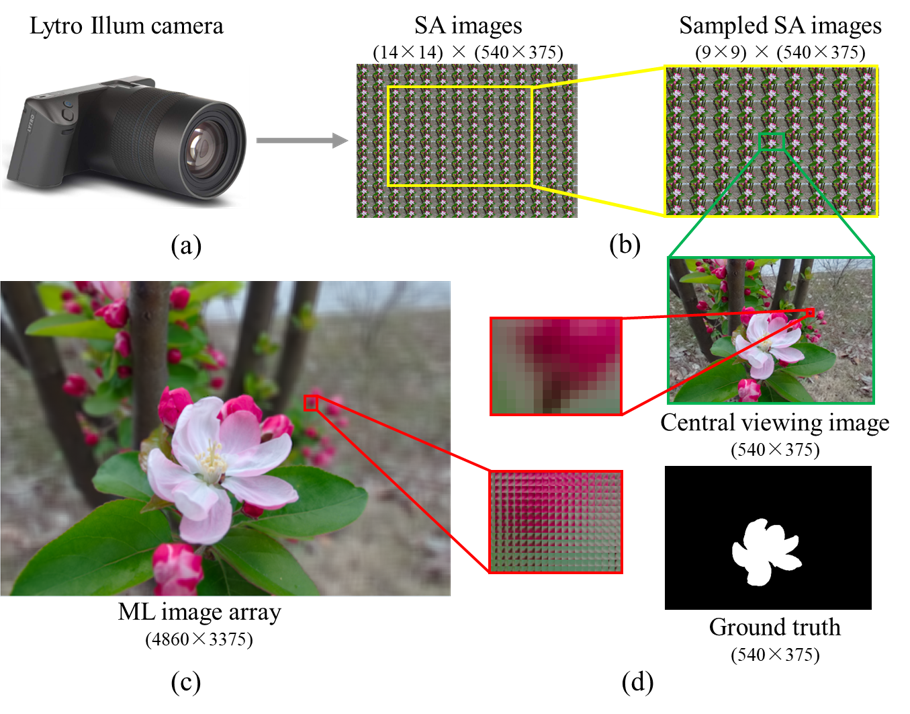 Lytro Illum camera
SA images
(14×14) × (540×375)
Sampled SA images
(9×9) × (540×375)
LYTRO
(a)
(b)
Central viewing image
(540×375)
ML image array
(4860×3375)
Ground truth
(540×375)
(c)
(d)